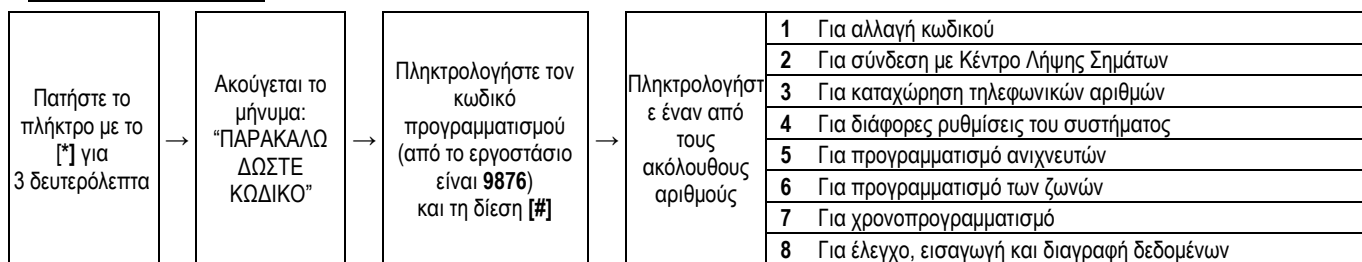 Πατήστε το
πλήκτρο με το
[*] για
3 δευτερόλεπτα
→
Ακούγεται το
μήνυμα:
“ΠΑΡΑΚΑΛΩ
ΔΩΣΤΕ
ΚΩΔΙΚΟ”
→
Πληκτρολογήστε τον
κωδικό
προγραμματισμού
(από το εργοστάσιο
είναι 9876)
και τη δίεση [#]
→
Πληκτρολογήστ
ε έναν από
τους
ακόλουθους
αριθμούς
1 Για αλλαγή κωδικού
2 Για σύνδεση με Κέντρο Λήψης Σημάτων
3 Για καταχώρηση τηλεφωνικών αριθμών
4 Για διάφορες ρυθμίσεις του συστήματος
5 Για προγραμματισμό ανιχνευτών
6 Για προγραμματισμό των ζωνών
7 Για χρονοπρογραμματισμό
8 Για έλεγχο, εισαγωγή και διαγραφή δεδομένων